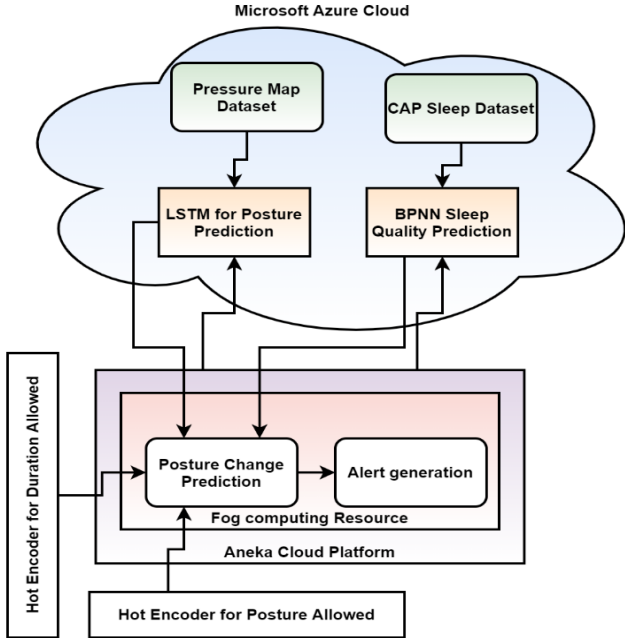 Microsoft Azure Cloud
Pressure Map
Dataset
CAP Sleep Dataset
LSTM for Posture
Prediction
BPNN Sleep
Quality Prediction
Hot Encoder for Duration Allowed
Posture Change
Prediction
Alert generation
Fog computing Resource
Aneka Cloud Platform
Hot Encoder for Posture Allowed